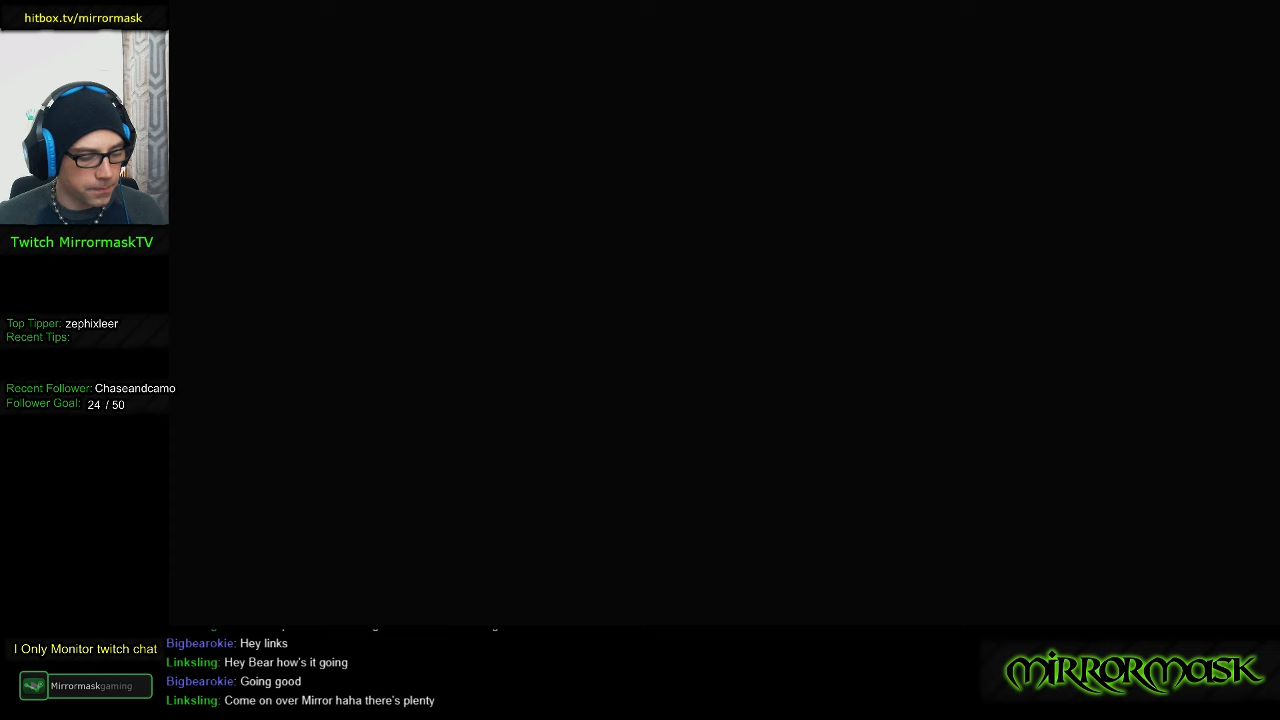 hitbox.tv/mirrormask
Twitch MirrormaskTV
Top Tipper: zephixleer
Recent Tips:
Recent Follower: Chaseandcamo
Follower Goal: 24 / 50
I Only Monitor twitch chat
Mirrormaskgaming
Bigbearokie: Hey links
Linksling: Hey Bear how's it going
Bigbearokie: Going good
Linksling: Come on over Mirror haha there's plenty
MIRRORMASK